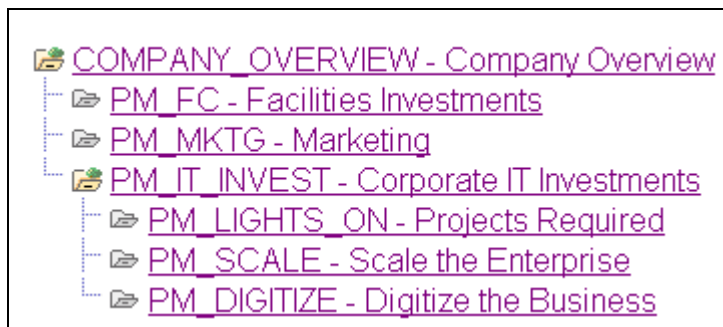 COMPANY_OVERVIEW - Company Overview
PM_FC - Facilities Investments
PM_MKTG - Marketing
PM_IT_INVEST - Corporate IT Investments
PM_LIGHTS_ON - Projects Required
PM_SCALE - Scale the Enterprise
PM_DIGITIZE - Digitize the Business